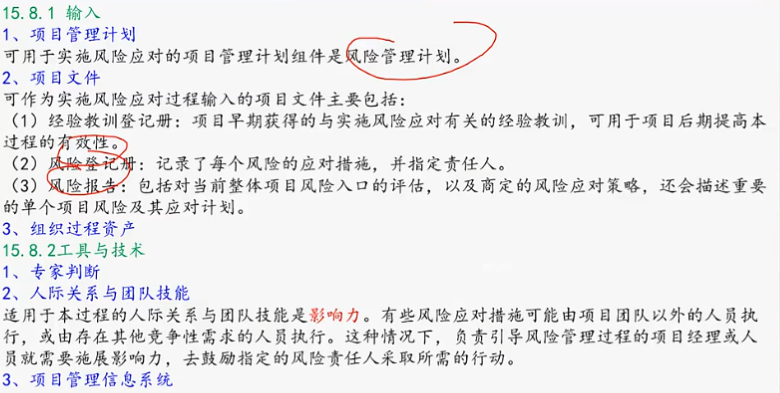 15.8.1 输入
1、项目管理计划
可用于实施风险应对的项目管理计划组件是风险管理计划。
2、项目文件
可作为实施风险应对过程输入的项目文件主要包括：
（1）经验教训登记册：项目早期获得的与实施风险应对有关的经验教训，可用于项目后期提高本
过程的有效性。
（2）风险登记册：记录了每个风险的应对措施，并指定责任人。
（3）风险报告：包括对当前整体项目风险入口的评估，以及商定的风险应对策略，还会描述重要
的单个项目风险及其应对计划。
3、组织过程资产
15.8.2工具与技术
1、专家判断
2、人际关系与团队技能
适用于本过程的人际关系与团队技能是影响力。有些风险应对措施可能由项目团队以外的人员执
行，或由存在其他竞争性需求的人员执行。这种情况下，负责引导风险管理过程的项目经理或人
员就需要施展影响力，去鼓励指定的风险责任人采取所需的行动。
3、项目管理信息系统